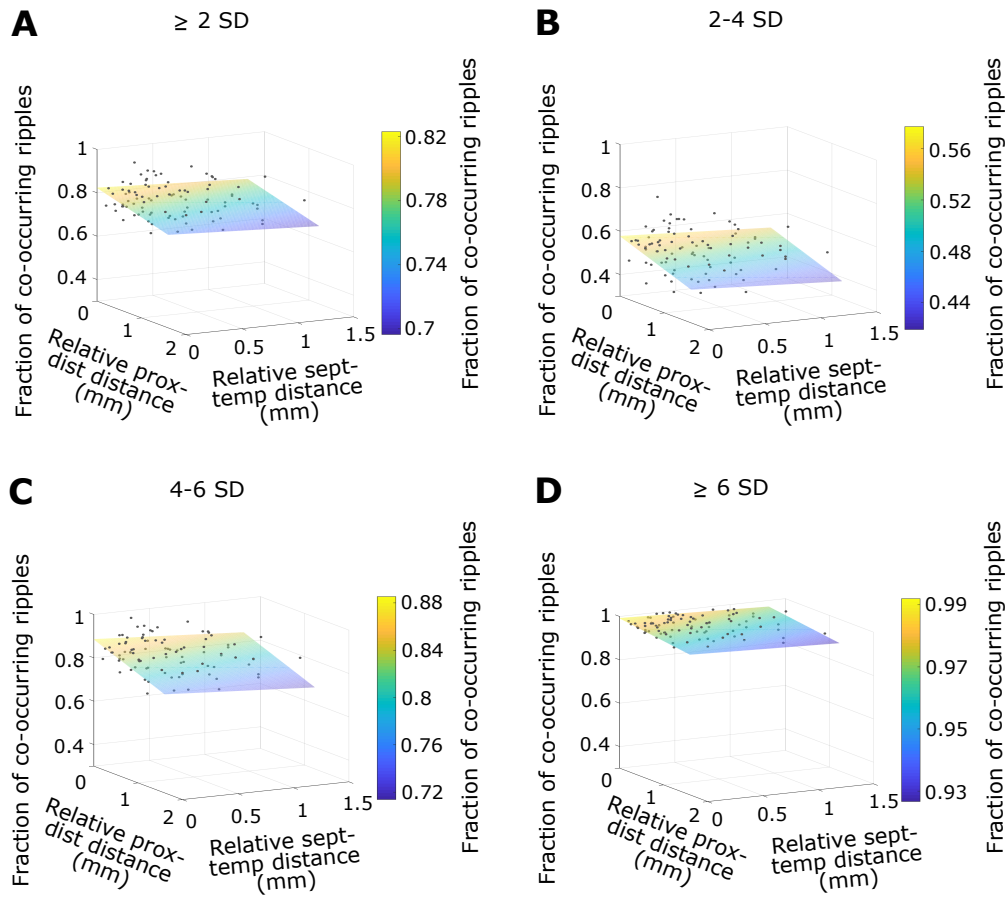 A
≥ 2 SD
Fraction of co-occurring ripples
1
0.8
0.6
0.4
0
1
2
Relative prox-
dist distance
(mm)
0
0.5
1
1.5
Relative sept-
temp distance
(mm)
0.82
0.78
0.74
0.7
Fraction of co-occurring ripples
B
2-4 SD
Fraction of co-occurring ripples
1
0.8
0.6
0.4
0
1
2
Relative prox-
dist distance
(mm)
0
0.5
1
1.5
Relative sept-
temp distance
(mm)
0.56
0.52
0.48
0.44
Fraction of co-occurring ripples
C
4-6 SD
Fraction of co-occurring ripples
1
0.8
0.6
0.4
0
1
2
Relative prox-
dist distance
(mm)
0
0.5
1
1.5
Relative sept-
temp distance
(mm)
0.88
0.84
0.8
0.76
0.72
Fraction of co-occurring ripples
D
≥ 6 SD
Fraction of co-occurring ripples
1
0.8
0.6
0.4
0
1
2
Relative prox-
dist distance
(mm)
0
0.5
1
1.5
Relative sept-
temp distance
(mm)
0.99
0.97
0.95
0.93
Fraction of co-occurring ripples